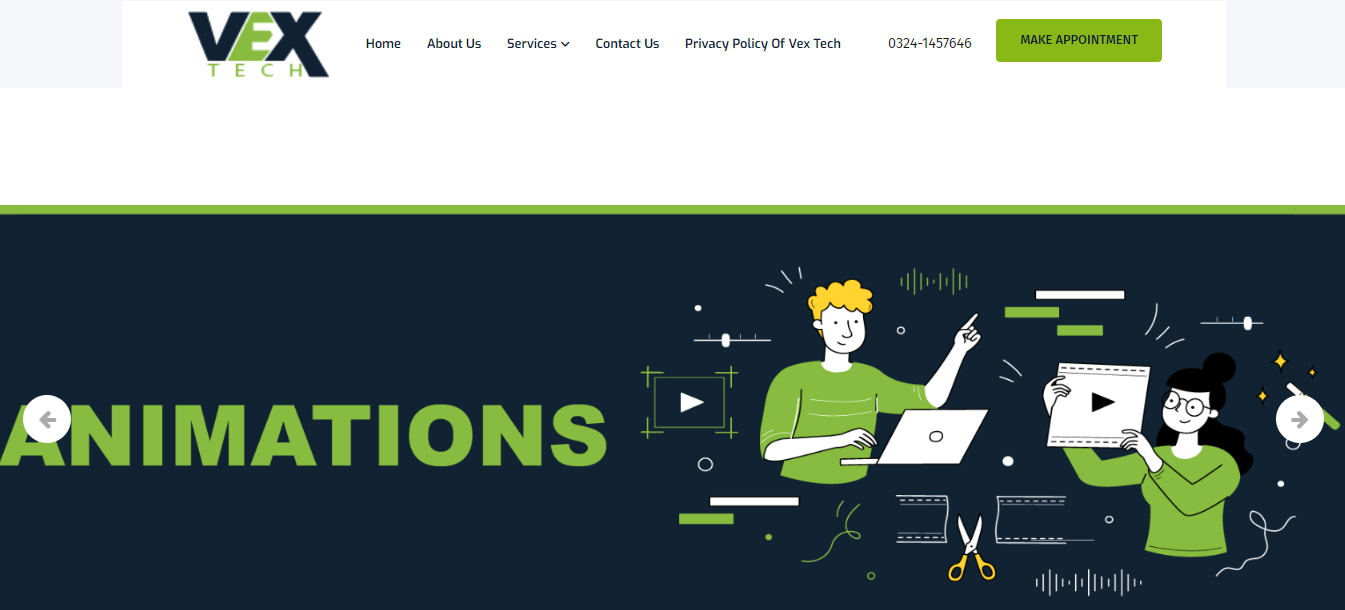 VEX
TECH
Home About Us Services Contact Us Privacy Policy Of Vex Tech 0324-1457646 MAKE APPOINTMENT
ANIMATIONS